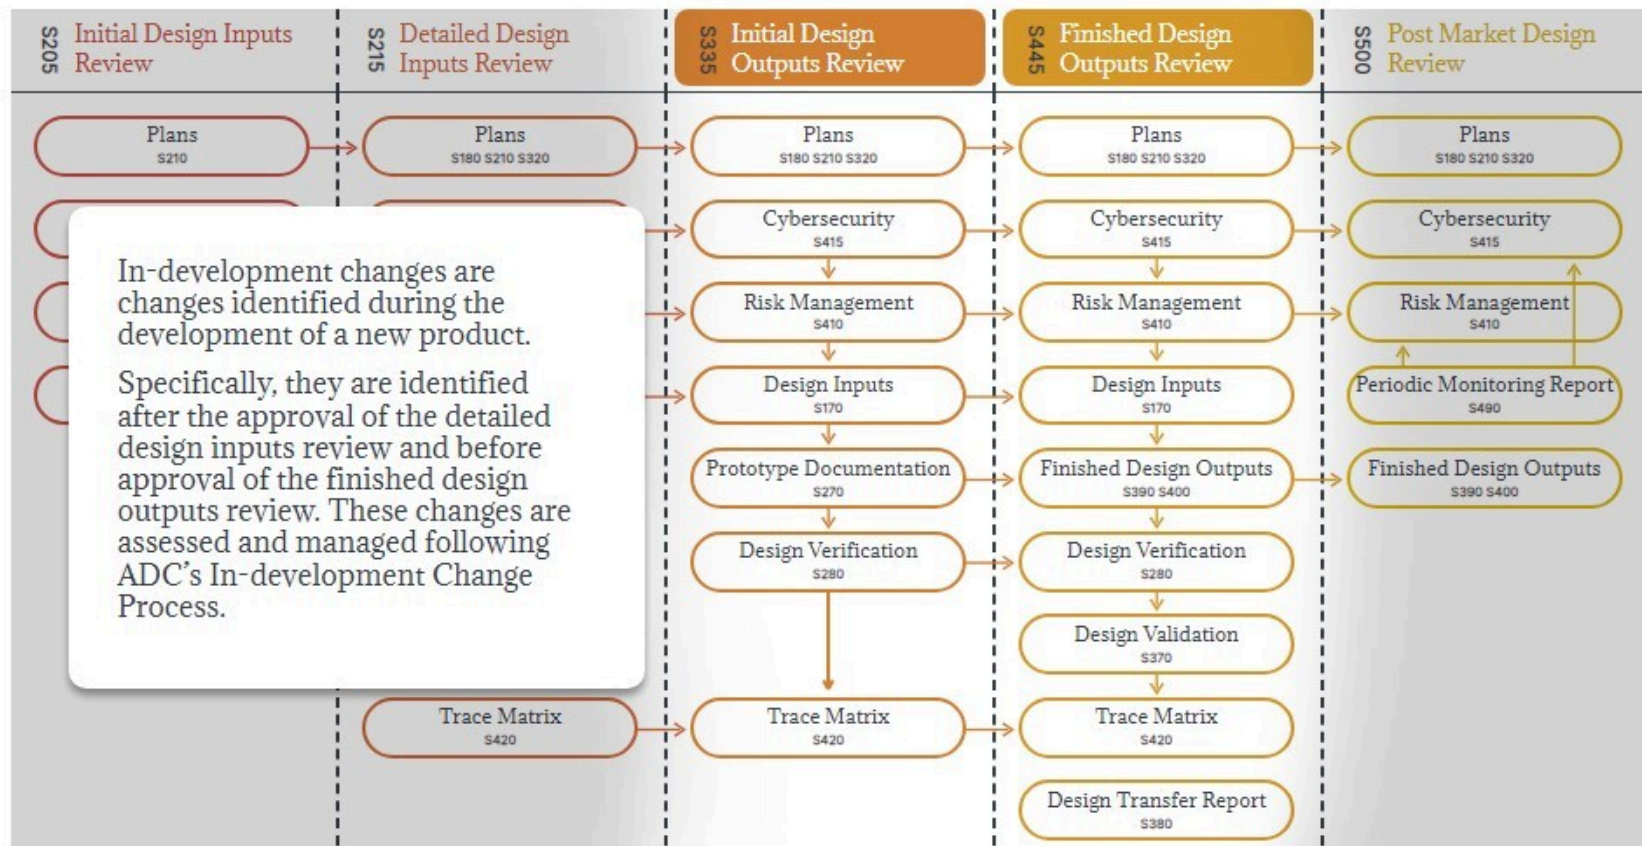 S205
Initial Design Inputs
Review
S215
Detailed Design
Inputs Review
S335
Initial Design
Outputs Review
S445
Finished Design
Outputs Review
S500
Post Market Design
Review
Plans
S210
Plans
S180 S210 S320
Plans
S180 S210 S320
Plans
S180 S210 S320
Plans
S180 S210 S320
In-development changes are
changes identified during the
development of a new product.
Specifically, they are identified
after the approval of the detailed
design inputs review and before
approval of the finished design
outputs review. These changes are
assessed and managed following
ADC’s In-development Change
Process.
Cybersecurity
S415
Cybersecurity
S415
Cybersecurity
S415
Risk Management
S410
Risk Management
S410
Risk Management
S410
Design Inputs
S170
Design Inputs
S170
Periodic Monitoring Report
S490
Prototype Documentation
S270
Finished Design Outputs
S390 S400
Finished Design Outputs
S390 S400
Design Verification
S280
Design Verification
S280
Design Validation
S370
Trace Matrix
S420
Trace Matrix
S420
Trace Matrix
S420
Design Transfer Report
S380